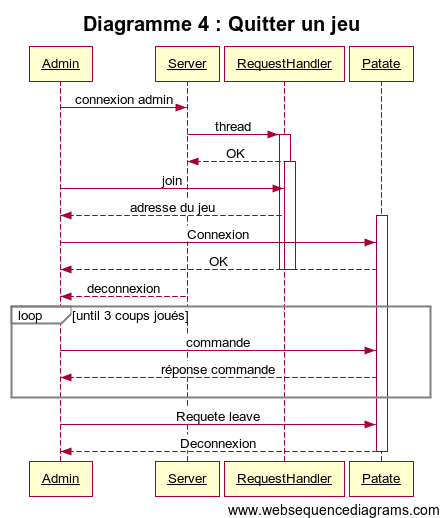 Diagramme 4 : Quitter un jeu
Admin Server RequestHandler Patate
connexion admin
thread
OK
join
adresse du jeu
Connexion
OK
deconnexion
loop [until 3 coups joués]
commande
réponse commande
Requete leave
Deconnexion
Admin Server RequestHandler Patate
www.websequencediagrams.com